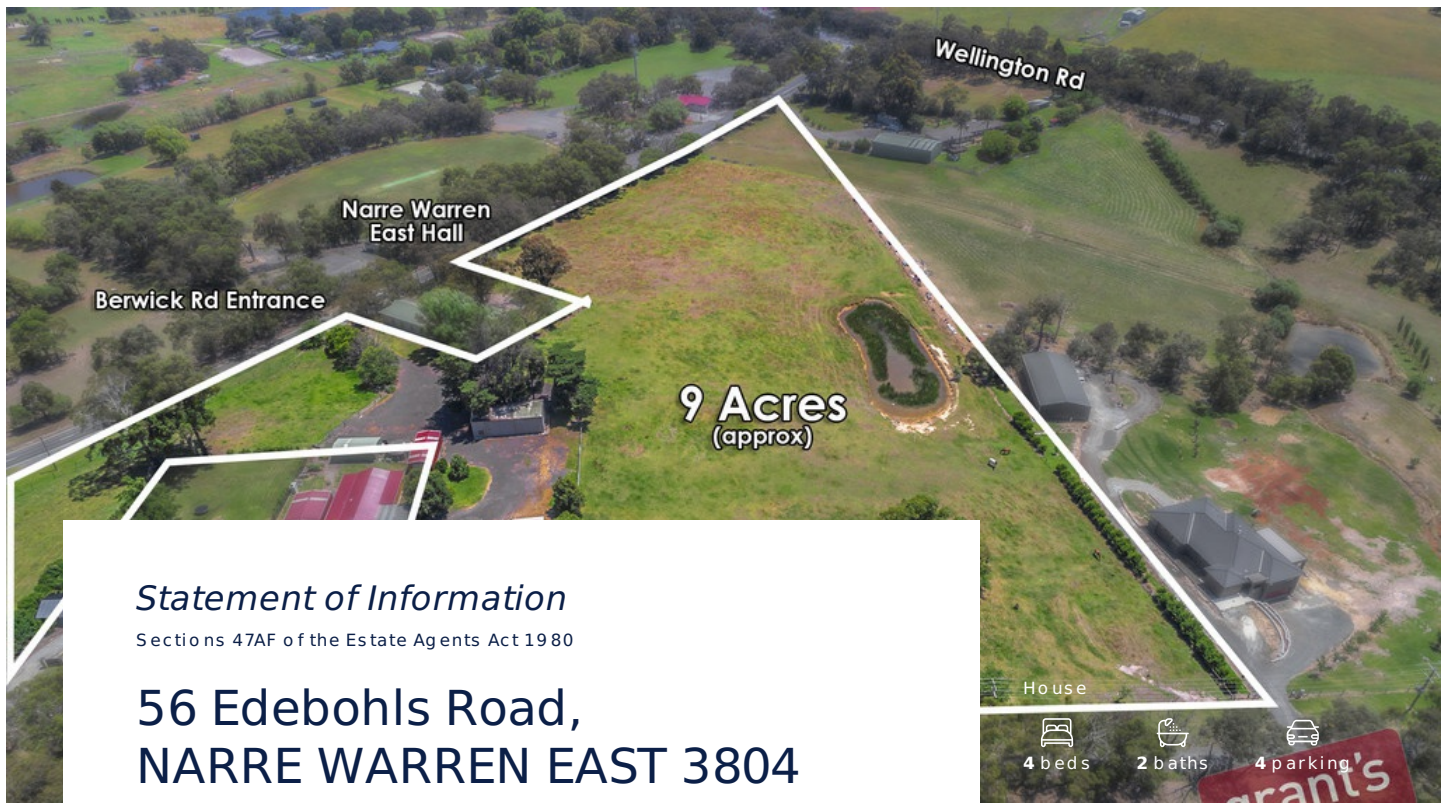 Wellington Rd
Narre Warren
East Hall
Berwick Rd Entrance
9 Acres
(approx)
Statement of Information
Sections 47AF of the Estate Agents Act 1980
56 Edebohls Road,
NARRE WARREN EAST 3804
House
4 beds 2 baths 4 parking
grant's